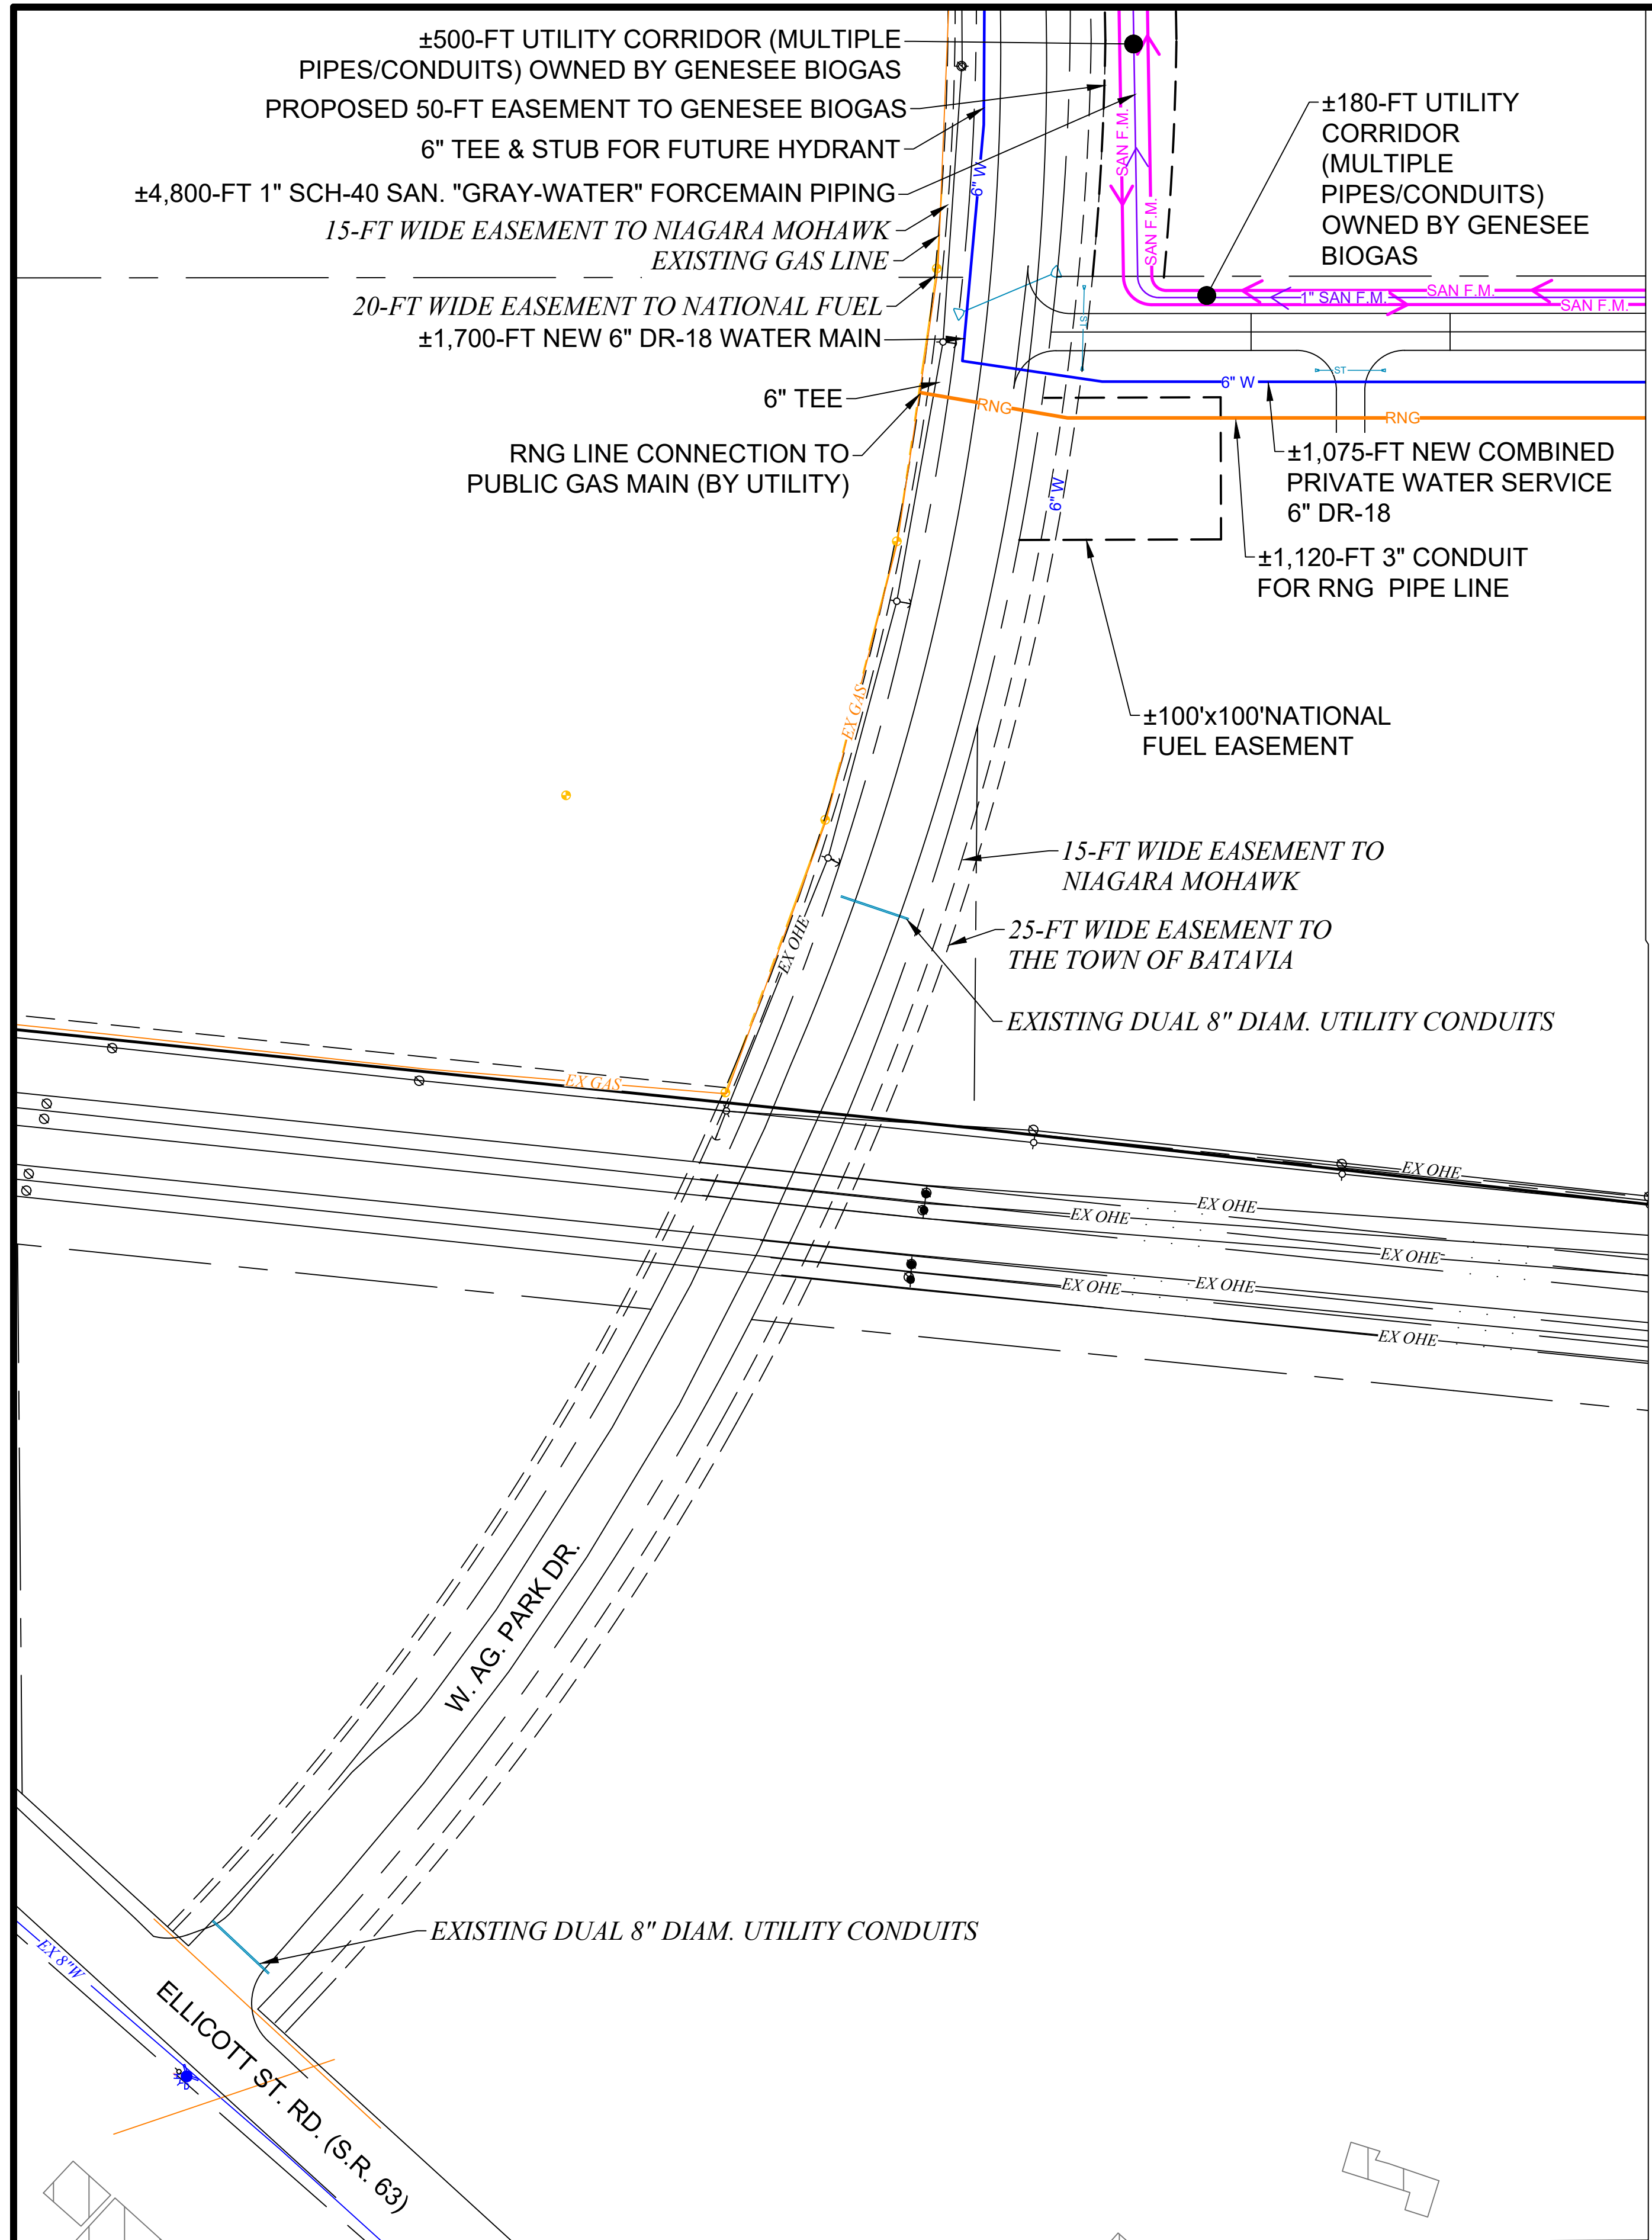 ±500-FT UTILITY CORRIDOR (MULTIPLE
PIPES/CONDUITS) OWNED BY GENESEE BIOGAS
PROPOSED 50-FT EASEMENT TO GENESEE BIOGAS
6" TEE & STUB FOR FUTURE HYDRANT
±4,800-FT 1" SCH-40 SAN. "GRAY-WATER" FORCEMAIN PIPING
15-FT WIDE EASEMENT TO NIAGARA MOHAWK
EXISTING GAS LINE
20-FT WIDE EASEMENT TO NATIONAL FUEL
±1,700-FT NEW 6" DR-18 WATER MAIN
6" TEE
RNG LINE CONNECTION TO
PUBLIC GAS MAIN (BY UTILITY)
6" W
SAN F.M.
SAN F.M.
±180-FT UTILITY
CORRIDOR
(MULTIPLE
PIPES/CONDUITS)
OWNED BY GENESEE
BIOGAS
1" SAN F.M.
SAN F.M.
SAN F.M.
ST
ST
6" W
RNG
RNG
6" W
±1,075-FT NEW COMBINED
PRIVATE WATER SERVICE
6" DR-18
±1,120-FT 3" CONDUIT
FOR RNG PIPE LINE
±100'x100'NATIONAL
FUEL EASEMENT
EX GAS
15-FT WIDE EASEMENT TO
NIAGARA MOHAWK
25-FT WIDE EASEMENT TO
THE TOWN OF BATAVIA
EX OHE
EXISTING DUAL 8" DIAM. UTILITY CONDUITS
EX GAS
EX OHE
EX OHE
EX OHE
EX OHE
EX OHE
EX OHE
EX OHE
W. AG. PARK DR.
EXISTING DUAL 8" DIAM. UTILITY CONDUITS
EX 8"W
ELLICOTT ST. RD. (S.R. 63)